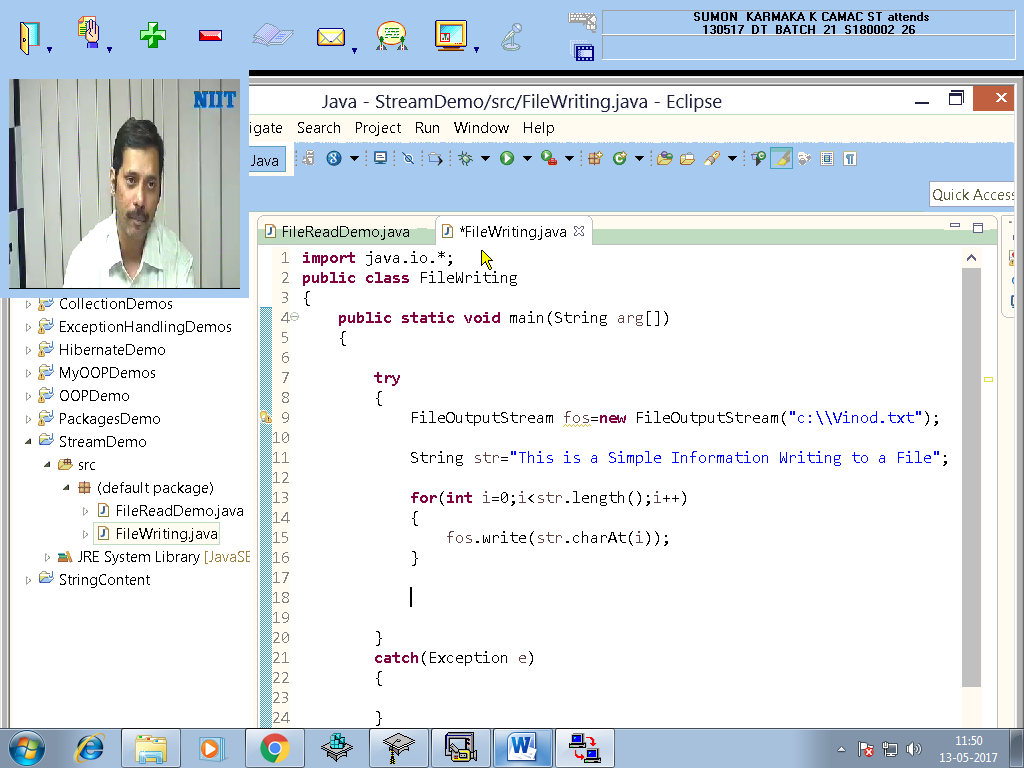 SUMON KARMAKA K CAMAC ST attends
130517 DT BATCH 21 S180002 26
NIIT
Java - StreamDemo/src/FileWriting.java - Eclipse
igate Search Project Run Window Help
Java
Quick Access
FileReadDemo.java
*FileWriting.java
CollectionDemos
ExceptionHandlingDemos
HibernateDemo
MyOOPDemos
OOPDemo
PackagesDemo
StreamDemo
src
(default package)
FileReadDemo.java
FileWriting.java
JRE System Library [JavaSE
StringContent
1 import java.io.*;
2 public class FileWriting
3 {
4 public static void main(String arg[])
5 {
6
7 try
8 {
9 FileOutputStream fos=new FileOutputStream("c:\\Vinod.txt");
10
11 String str="This is a Simple Information Writing to a File";
12
13 for(int i=0;i<str.length();i++)
14 {
15 fos.write(str.charAt(i));
16 }
17
18
19
20 }
21 catch(Exception e)
22 {
23
24 }
11:50
13-05-2017